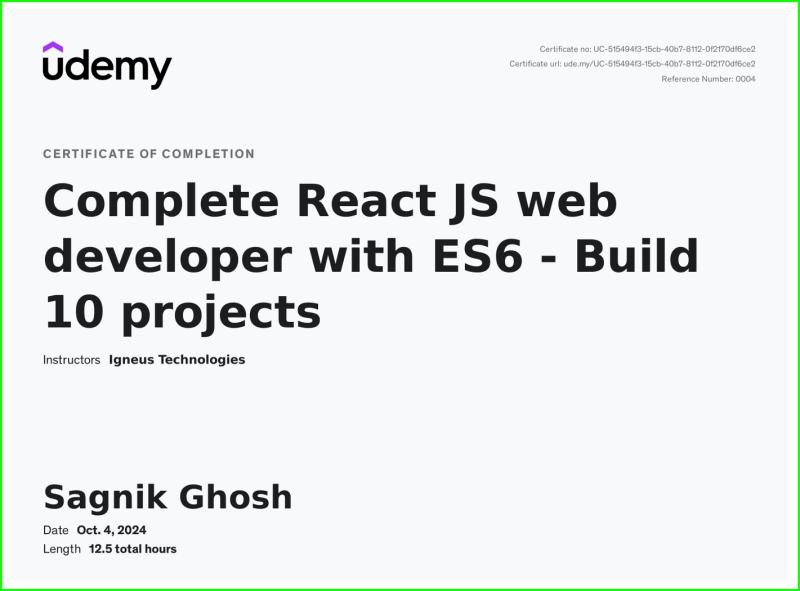 udemy
Certificate no: UC-515494f3-15cb-40b7-8112-0f2170df6ce2
Certificate url: ude.my/UC-515494f3-15cb-40b7-8112-0f2170df6ce2
Reference Number: 0004
CERTIFICATE OF COMPLETION
Complete React JS web
developer with ES6 - Build
10 projects
Instructors Igneus Technologies
Sagnik Ghosh
Date Oct. 4, 2024
Length 12.5 total hours